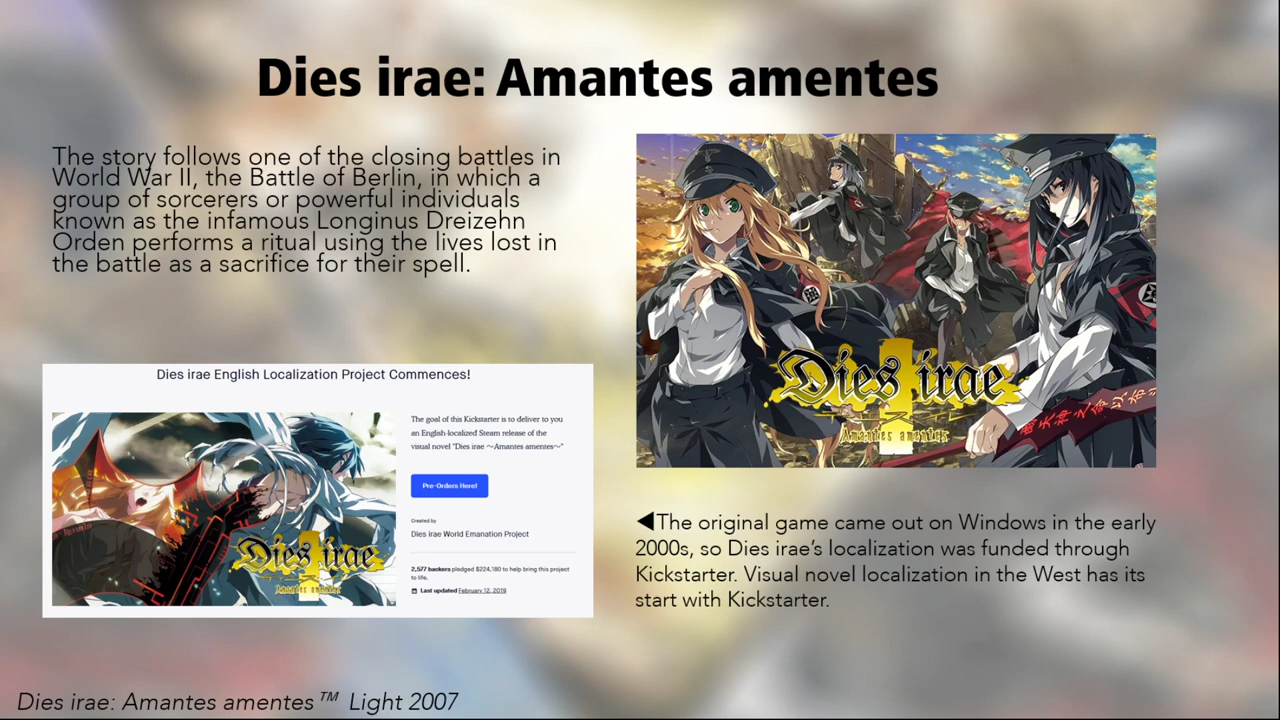 Dies irae: Amantes amentes
The story follows one of the closing battles in
World War II, the Battle of Berlin, in which a
group of sorcerers or powerful individuals
known as the infamous Longinus Dreizehn
Orden performs a ritual using the lives lost in
the battle as a sacrifice for their spell.
Dies irae
Amantes amentes
Dies irae English Localization Project Commences!
The goal of this Kickstarter is to deliver to you
an English-localized Steam release of the
visual novel "Dies irae ～Amantes amentes～"
Pre-Orders Here!
Created by
Dies irae World Emanation Project
2,577 backers pledged $224,180 to help bring this project
to life.
Last updated February 12, 2019
Dies irae
Amantes amentes
◀The original game came out on Windows in the early
2000s, so Dies irae’s localization was funded through
Kickstarter. Visual novel localization in the West has its
start with Kickstarter.
Dies irae: Amantes amentes™ Light 2007